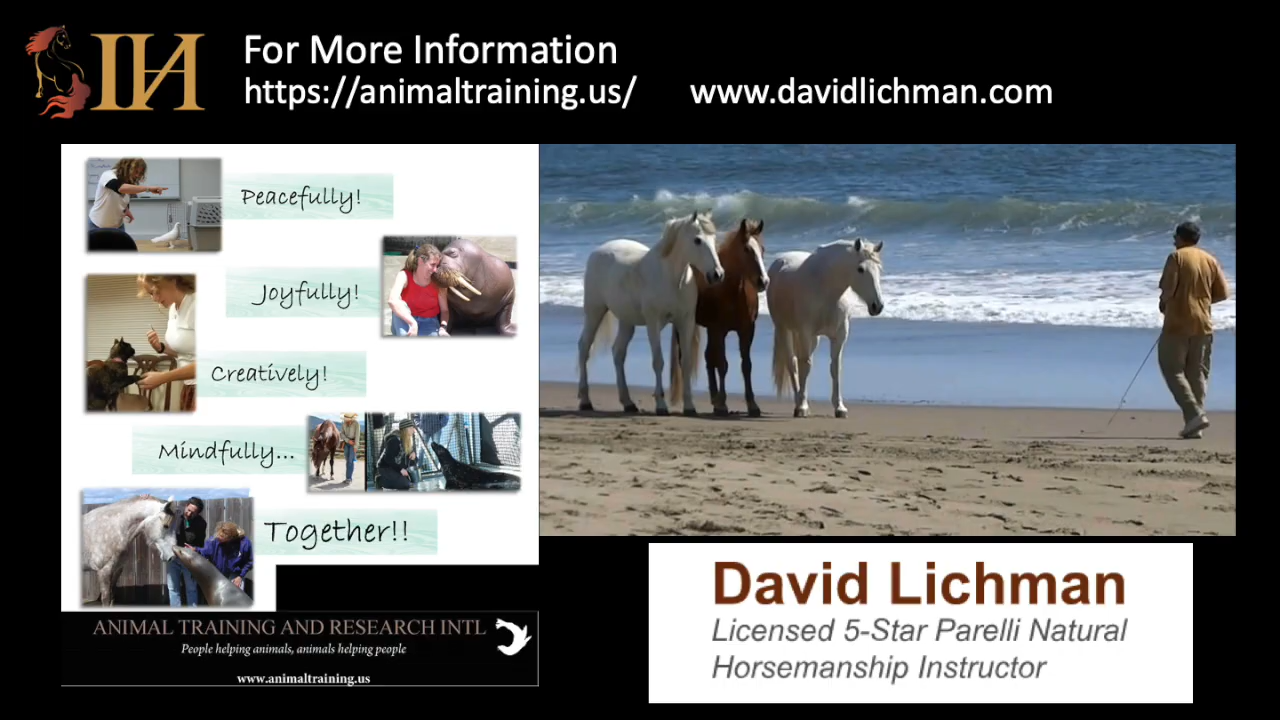 IH
For More Information
https://animaltraining.us/ www.davidlichman.com
Peacefully!
Joyfully!
Creatively!
Mindfully...
Together!!
ANIMAL TRAINING AND RESEARCH INTL
People helping animals, animals helping people
www.animaltraining.us
David Lichman
Licensed 5-Star Parelli Natural
Horsemanship Instructor